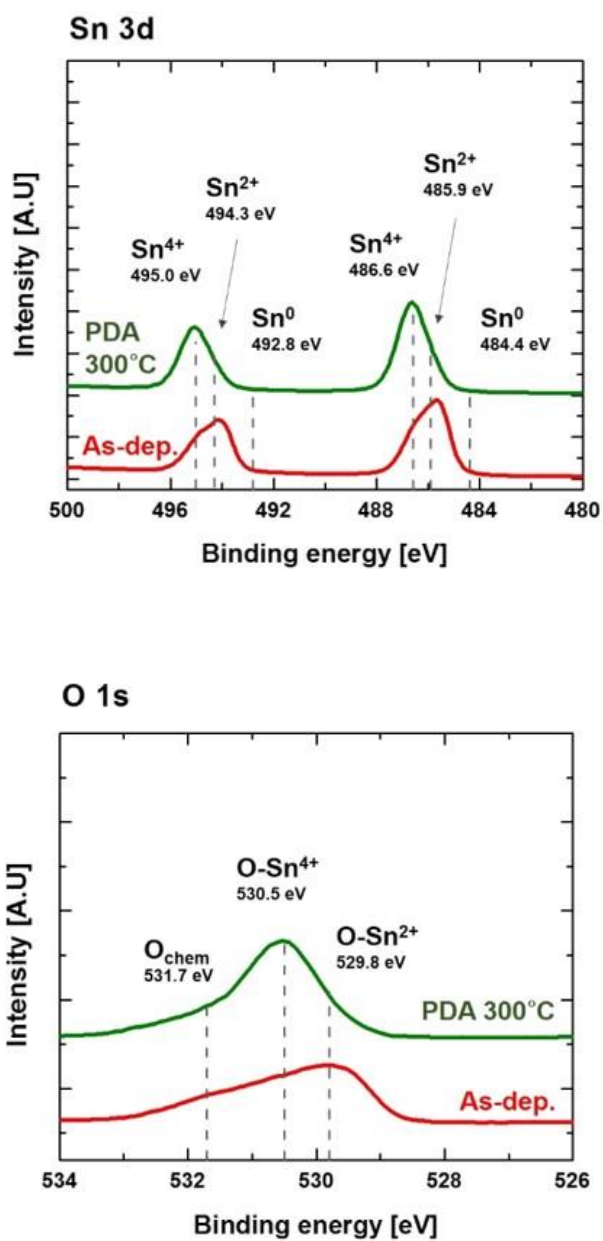 Sn 3d
Intensity [A.U]
Sn²⁺
485.9 eV
Sn²⁺
494.3 eV
Sn⁴⁺
495.0 eV
Sn⁴⁺
486.6 eV
Sn⁰
492.8 eV
Sn⁰
484.4 eV
PDA
300°C
As-dep.
500 496 492 488 484 480
Binding energy [eV]
O 1s
Intensity [A.U]
O-Sn⁴⁺
530.5 eV
O-Sn²⁺
529.8 eV
Ochem
531.7 eV
PDA 300°C
As-dep.
534 532 530 528 526
Binding energy [eV]